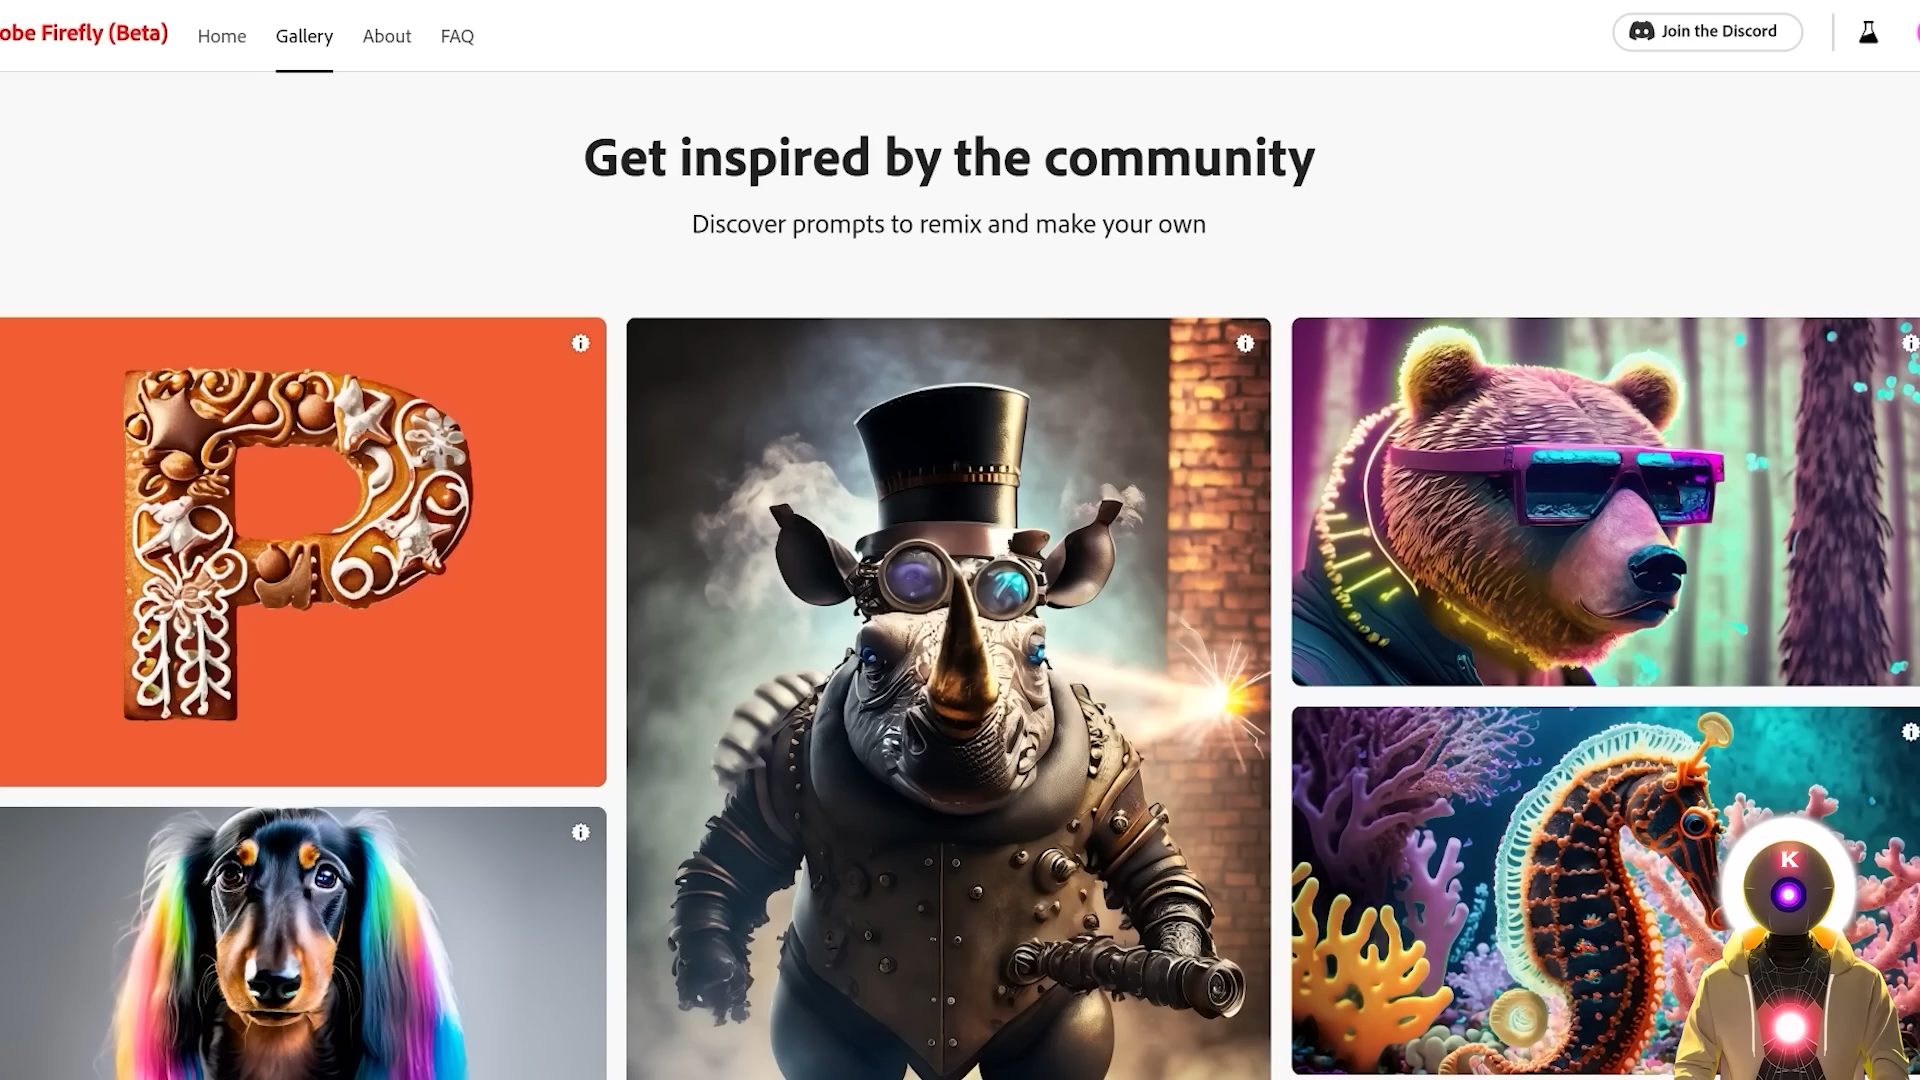 obe Firefly (Beta)
Home
Gallery
About
FAQ
Join the Discord
Get inspired by the community
Discover prompts to remix and make your own
P
K